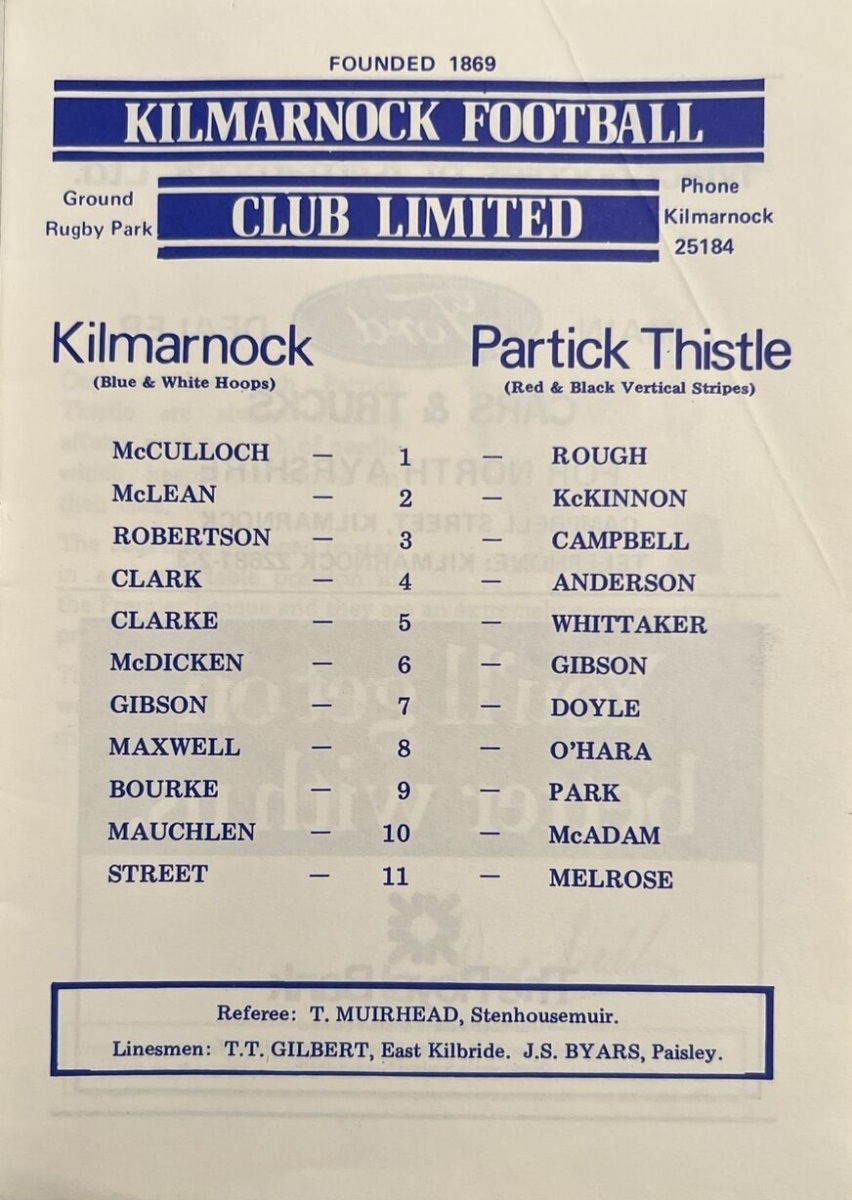 FOUNDED 1869
KILMARNOCK FOOTBALL
CLUB LIMITED
Ground
Rugby Park
Phone
Kilmarnock
25184
Kilmarnock
(Blue & White Hoops)
Partick Thistle
(Red & Black Vertical Stripes)
McCULLOCH — 1 — ROUGH
McLEAN — 2 — KcKINNON
ROBERTSON — 3 — CAMPBELL
CLARK — 4 — ANDERSON
CLARKE — 5 — WHITTAKER
McDICKEN — 6 — GIBSON
GIBSON — 7 — DOYLE
MAXWELL — 8 — O'HARA
BOURKE — 9 — PARK
MAUCHLEN — 10 — McADAM
STREET — 11 — MELROSE
Referee: T. MUIRHEAD, Stenhousemuir.
Linesmen: T.T. GILBERT, East Kilbride. J.S. BYARS, Paisley.